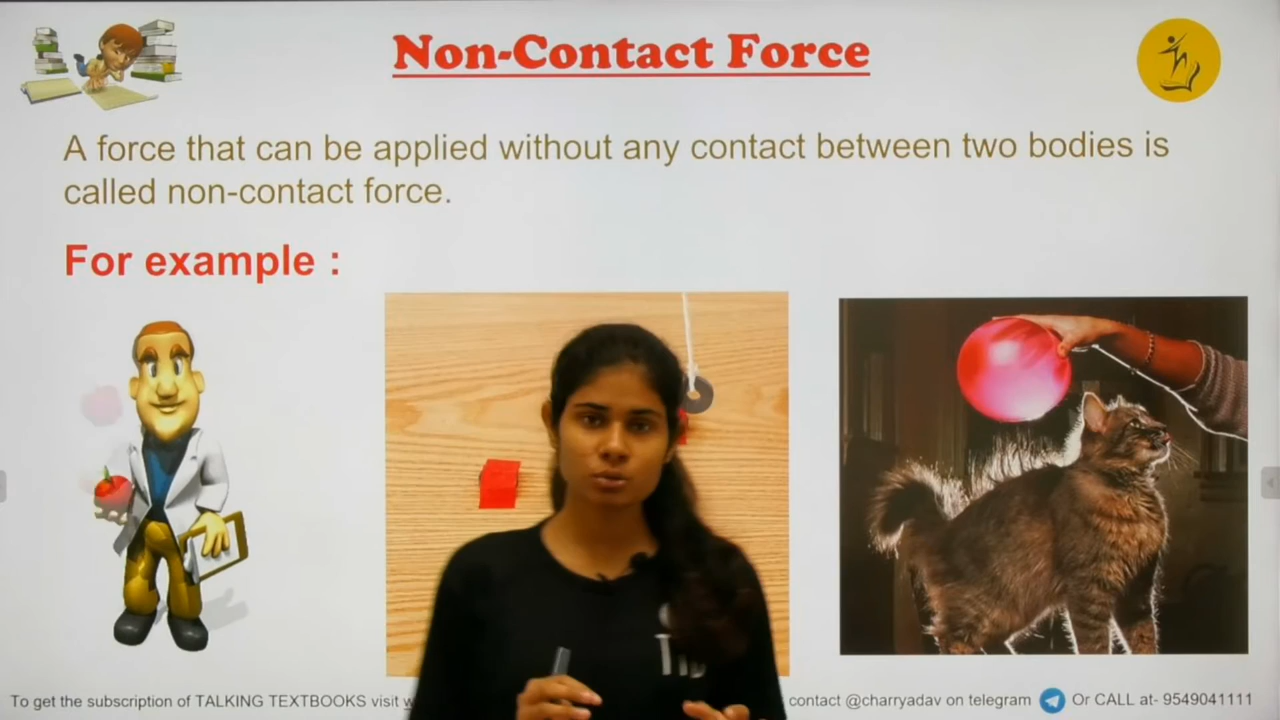 Non-Contact Force
A force that can be applied without any contact between two bodies is
called non-contact force.
For example :
To get the subscription of TALKING TEXTBOOKS visit
contact @charryadav on telegram Or CALL at- 9549041111